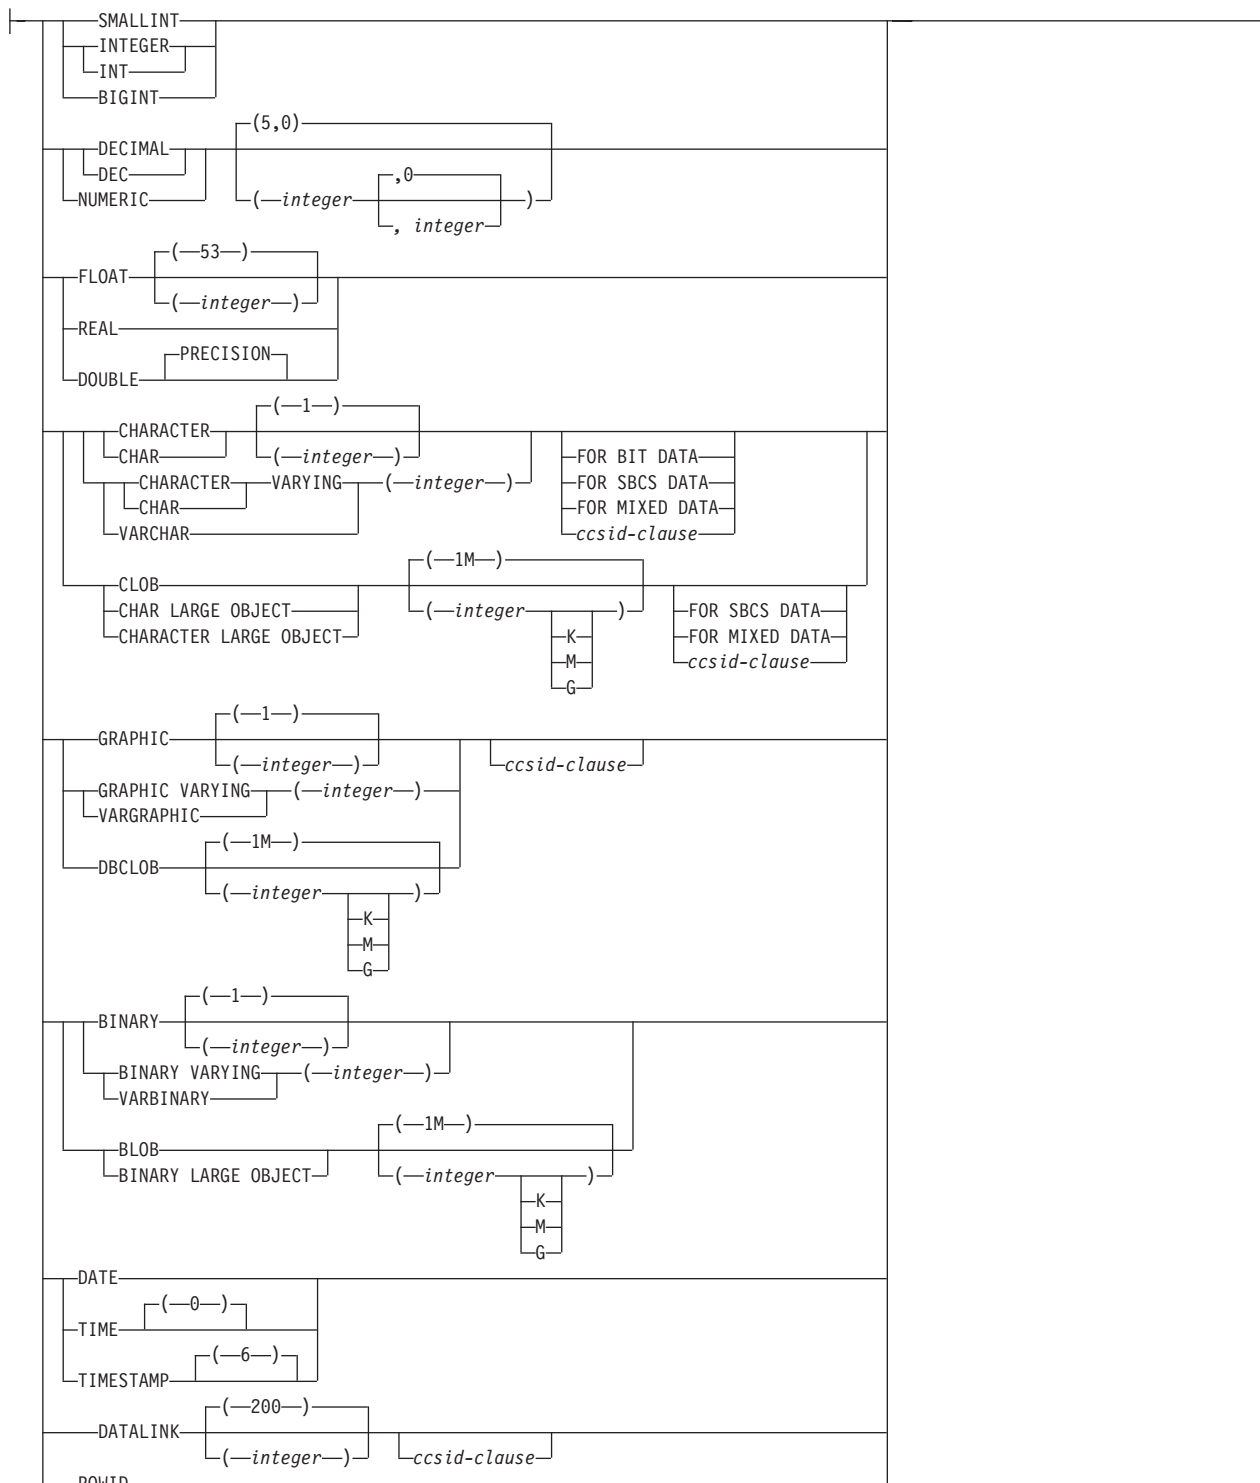 SMALLINT
INTEGER
INT
BIGINT
(5,0)
DECIMAL
DEC
,0
NUMERIC
( integer )
, integer
( 53 )
FLOAT
( integer )
REAL
PRECISION
DOUBLE
( 1 )
CHARACTER
CHAR ( integer ) FOR BIT DATA
CHARACTER VARYING ( integer ) FOR SBCS DATA
CHAR FOR MIXED DATA
VARCHAR ccsid-clause
( 1M )
CLOB
CHAR LARGE OBJECT ( integer ) FOR SBCS DATA
CHARACTER LARGE OBJECT K FOR MIXED DATA
M ccsid-clause
G
( 1 )
GRAPHIC
( integer ) ccsid-clause
GRAPHIC VARYING ( integer )
VARGRAPHIC
( 1M )
DBCLOB
( integer )
K
M
G
( 1 )
BINARY
( integer )
BINARY VARYING ( integer )
VARBINARY
( 1M )
BLOB
BINARY LARGE OBJECT ( integer )
K
M
G
DATE
( 0 )
TIME
( 6 )
TIMESTAMP
( 200 )
DATALINK
( integer ) ccsid-clause